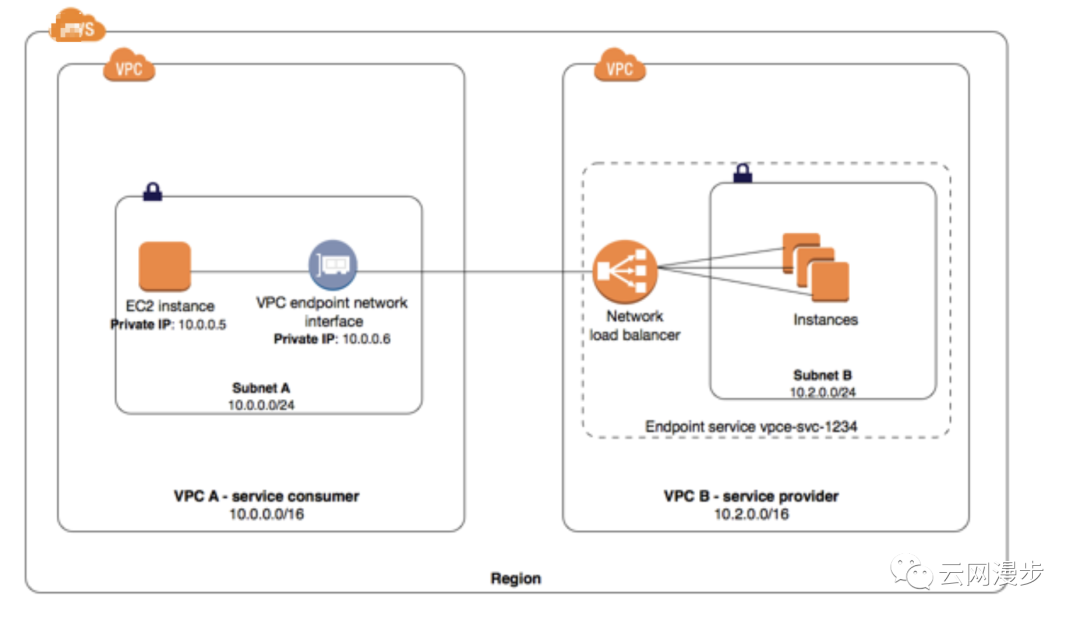 VPC
VPC
EC2 instance
Private IP: 10.0.0.5
VPC endpoint network
interface
Private IP: 10.0.0.6
Subnet A
10.0.0.0/24
VPC A - service consumer
10.0.0.0/16
Network
load balancer
Instances
Subnet B
10.2.0.0/24
Endpoint service vpce-svc-1234
VPC B - service provider
10.2.0.0/16
Region
云网漫步